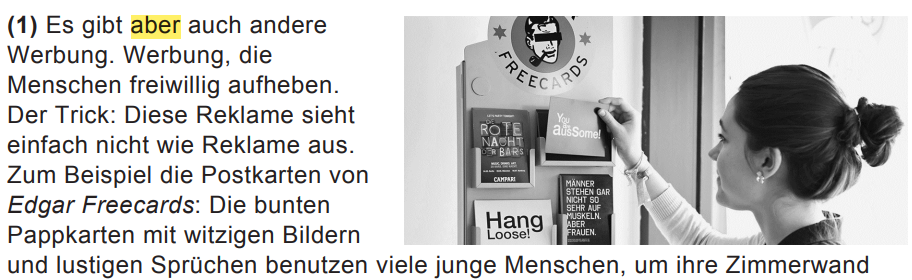 (1) Es gibt aber auch andere
Werbung. Werbung, die
Menschen freiwillig aufheben.
Der Trick: Diese Reklame sieht
einfach nicht wie Reklame aus.
Zum Beispiel die Postkarten von
Edgar Freecards: Die bunten
Pappkarten mit witzigen Bildern
und lustigen Sprüchen benutzen viele junge Menschen, um ihre Zimmerwand
FREECARDS
ROTE
NACHT
DER BARS
CAMPARI
You
ausSome!
Hang
Loose!
MÄNNER
STEHEN GAR
NICHT SO
SEHR AUF
MUSKELN.
ABER
FRAUEN.